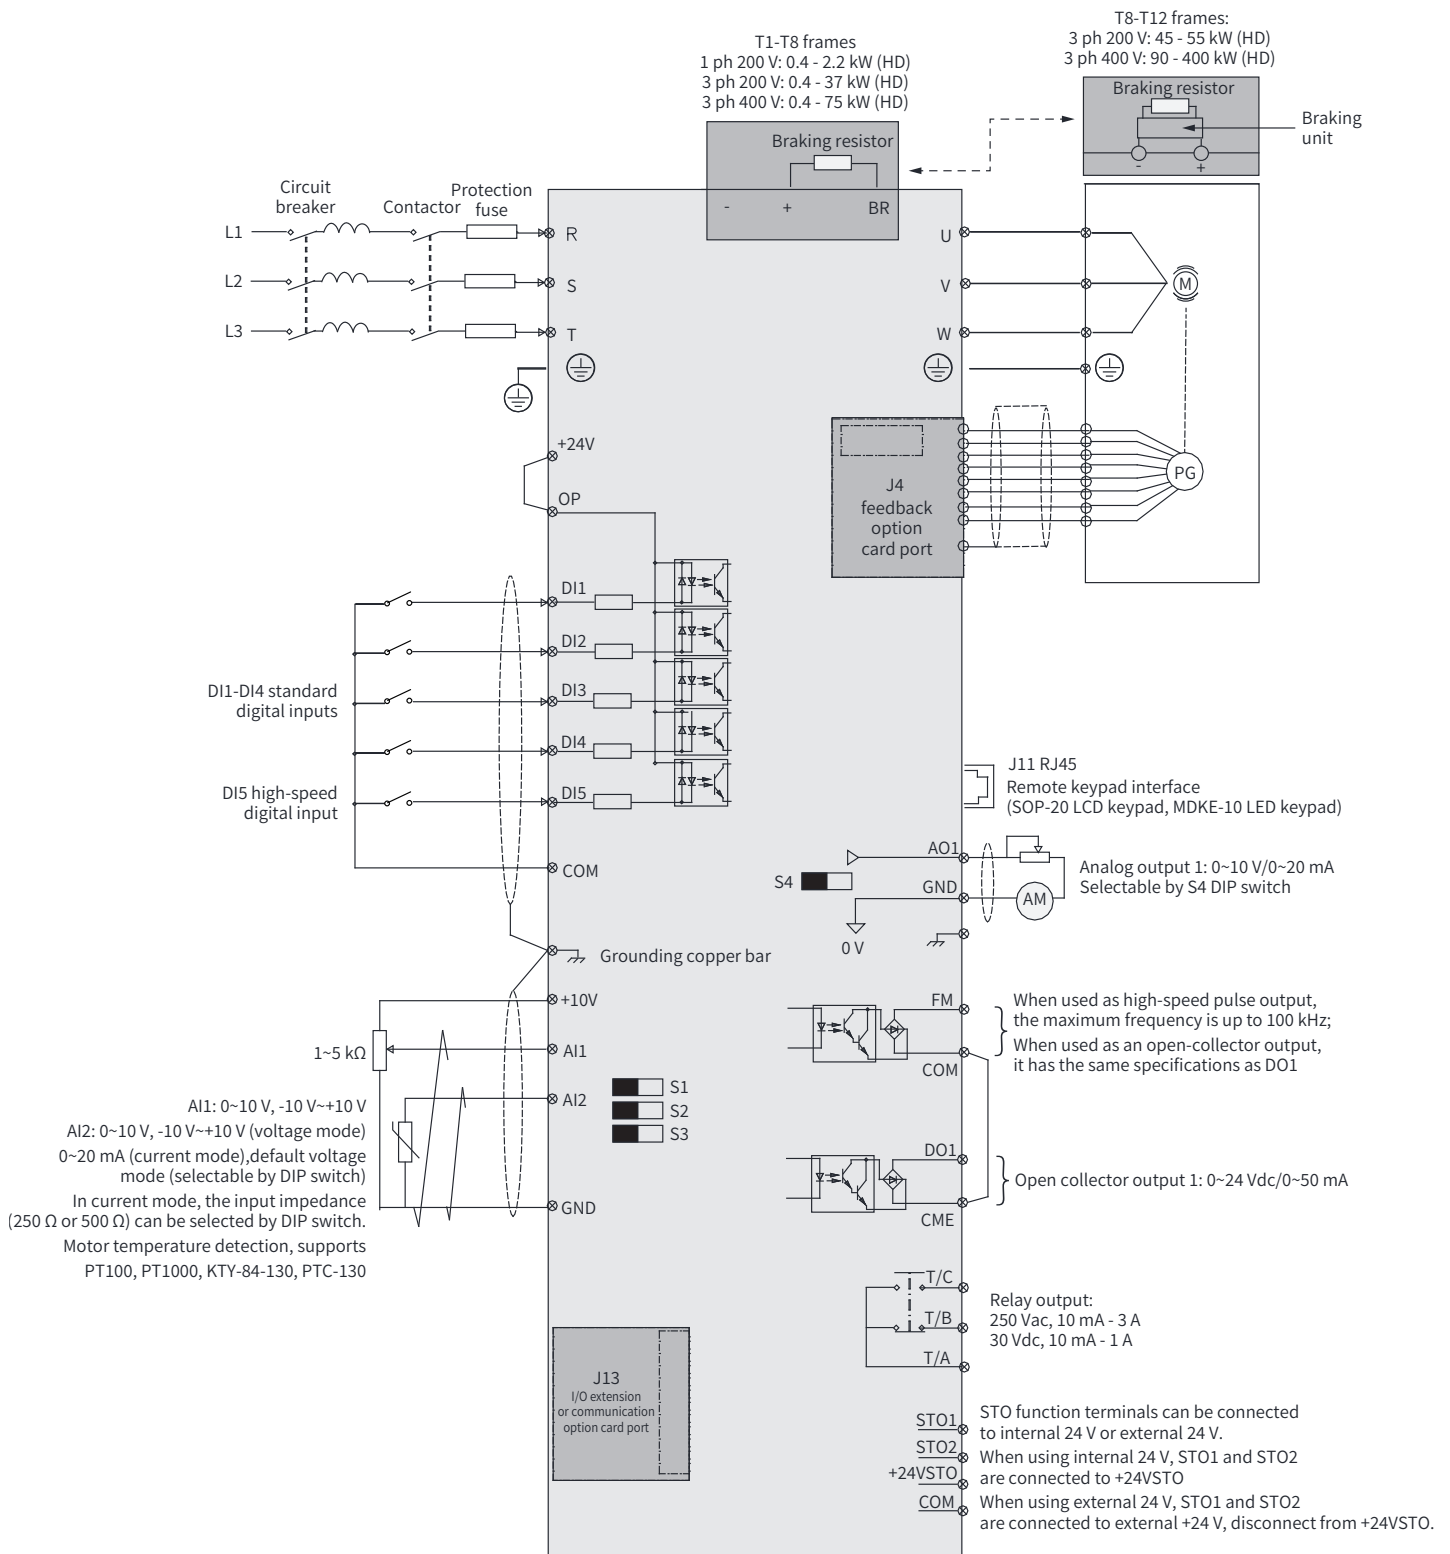 T1-T8 frames
1 ph 200 V: 0.4 - 2.2 kW (HD)
3 ph 200 V: 0.4 - 37 kW (HD)
3 ph 400 V: 0.4 - 75 kW (HD)
T8-T12 frames:
3 ph 200 V: 45 - 55 kW (HD)
3 ph 400 V: 90 - 400 kW (HD)
Braking resistor
- +
Braking
unit
Braking resistor
- + BR
Circuit
breaker
Contactor
Protection
fuse
L1
R
L2
S
L3
T
U
V
W
M
PG
J4
feedback
option
card port
+24V
OP
DI1
DI2
DI3
DI4
DI5
DI1-DI4 standard
digital inputs
DI5 high-speed
digital input
COM
J11 RJ45
Remote keypad interface
(SOP-20 LCD keypad, MDKE-10 LED keypad)
AO1
S4
GND
AM
0 V
Analog output 1: 0~10 V/0~20 mA
Selectable by S4 DIP switch
Grounding copper bar
+10V
1~5 kΩ
AI1
AI2
S1
S2
S3
GND
AI1: 0~10 V, -10 V~+10 V
AI2: 0~10 V, -10 V~+10 V (voltage mode)
0~20 mA (current mode),default voltage
mode (selectable by DIP switch)
In current mode, the input impedance
(250 Ω or 500 Ω) can be selected by DIP switch.
Motor temperature detection, supports
PT100, PT1000, KTY-84-130, PTC-130
FM
COM
When used as high-speed pulse output,
the maximum frequency is up to 100 kHz;
When used as an open-collector output,
it has the same specifications as DO1
DO1
CME
Open collector output 1: 0~24 Vdc/0~50 mA
T/C
T/B
T/A
Relay output:
250 Vac, 10 mA - 3 A
30 Vdc, 10 mA - 1 A
J13
I/O extension
or communication
option card port
STO1
STO2
+24VSTO
COM
STO function terminals can be connected
to internal 24 V or external 24 V.
When using internal 24 V, STO1 and STO2
are connected to +24VSTO
When using external 24 V, STO1 and STO2
are connected to external +24 V, disconnect from +24VSTO.